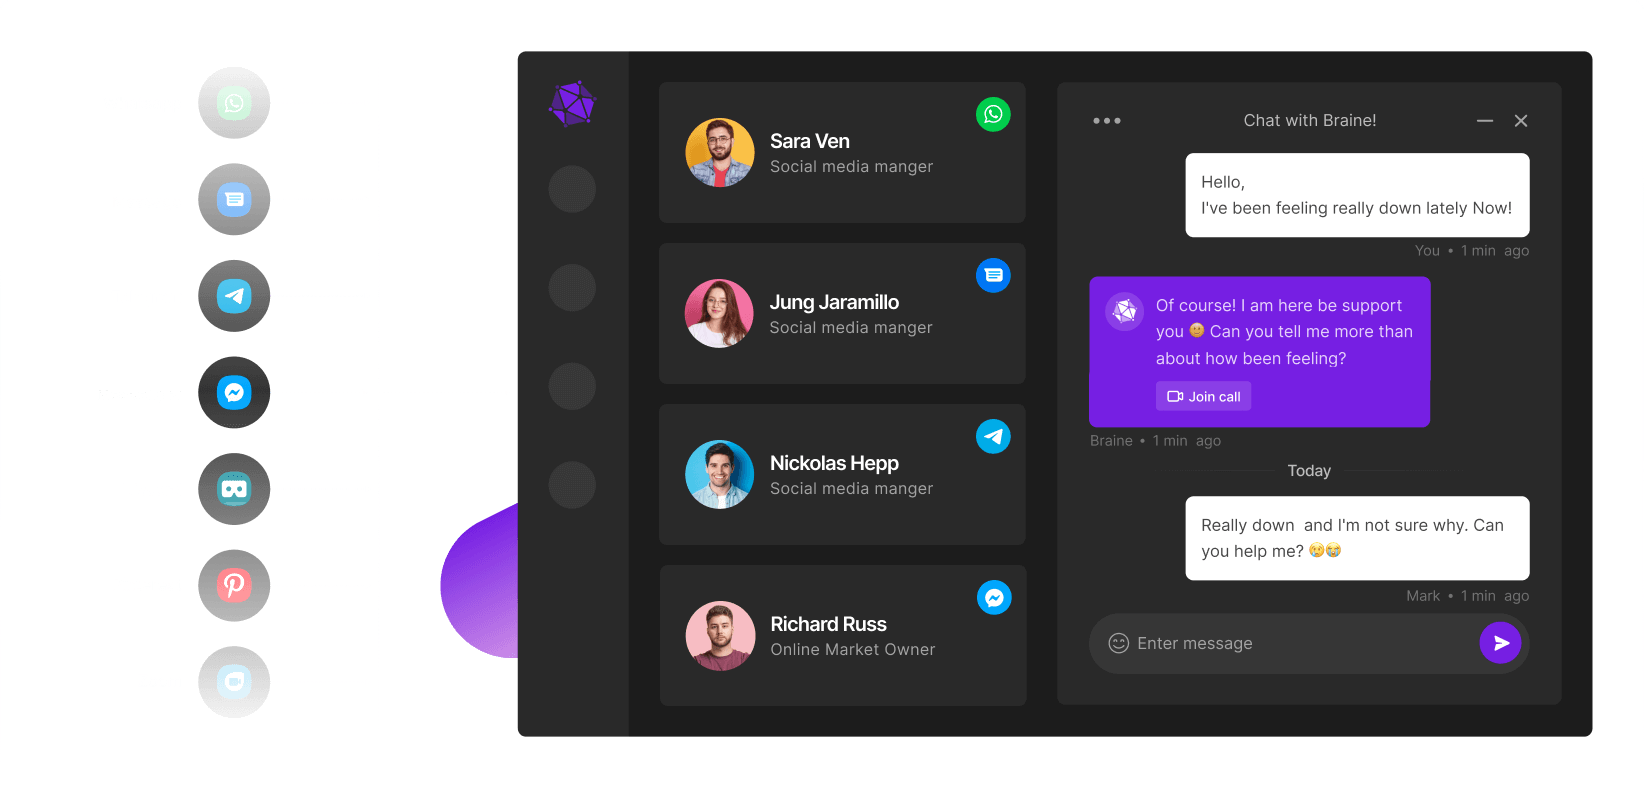 Sara Ven
Social media manger
Jung Jaramillo
Social media manger
Nickolas Hepp
Social media manger
Richard Russ
Online Market Owner
Chat with Braine!
Hello,
I've been feeling really down lately Now!
You • 1 min ago
Of course! I am here be support
you 🙂 Can you tell me more than
about how been feeling?
Join call
Braine • 1 min ago
Today
Really down and I'm not sure why. Can
you help me? 😢😭
Mark • 1 min ago
Enter message